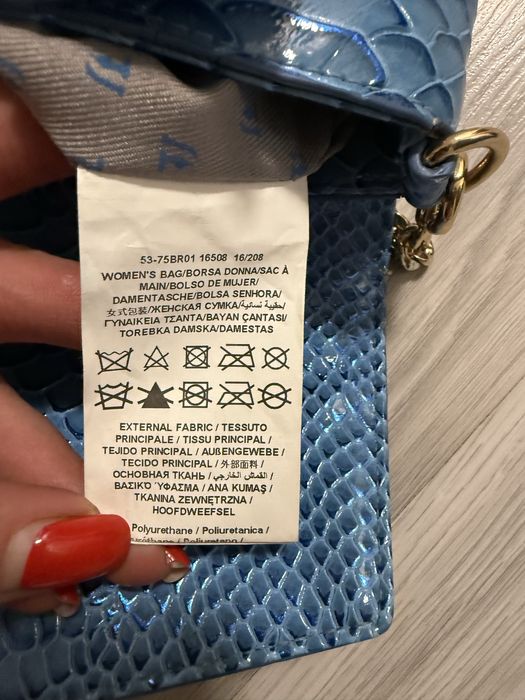 53-75BR01 16508 16/208
WOMEN'S BAG/BORSA DONNA/SAC À
MAIN/BOLSO DE MUJER/
DAMENTASCHE/BOLSA SENHORA/
女式包装/ЖЕНСКАЯ СУМКА/حقيبة نسائية/
ΓΥΝΑΙΚΕΙΑ ΤΣΑΝΤΑ/BAYAN ÇANTASI/
TOREBKA DAMSKA/DAMESTAS
EXTERNAL FABRIC / TESSUTO
PRINCIPALE / TISSU PRINCIPAL /
TEJIDO PRINCIPAL / AUßENGEWEBE /
TECIDO PRINCIPAL / 外部面料 /
ОСНОВНАЯ ТКАНЬ / القماش الخارجي /
ΒΑΣΙΚΌ ΎΦΑΣΜΑ / ANA KUMAŞ /
TKANINA ZEWNĘTRZNA /
HOOFDWEEFSEL
Polyurethane / Poliuretanica /